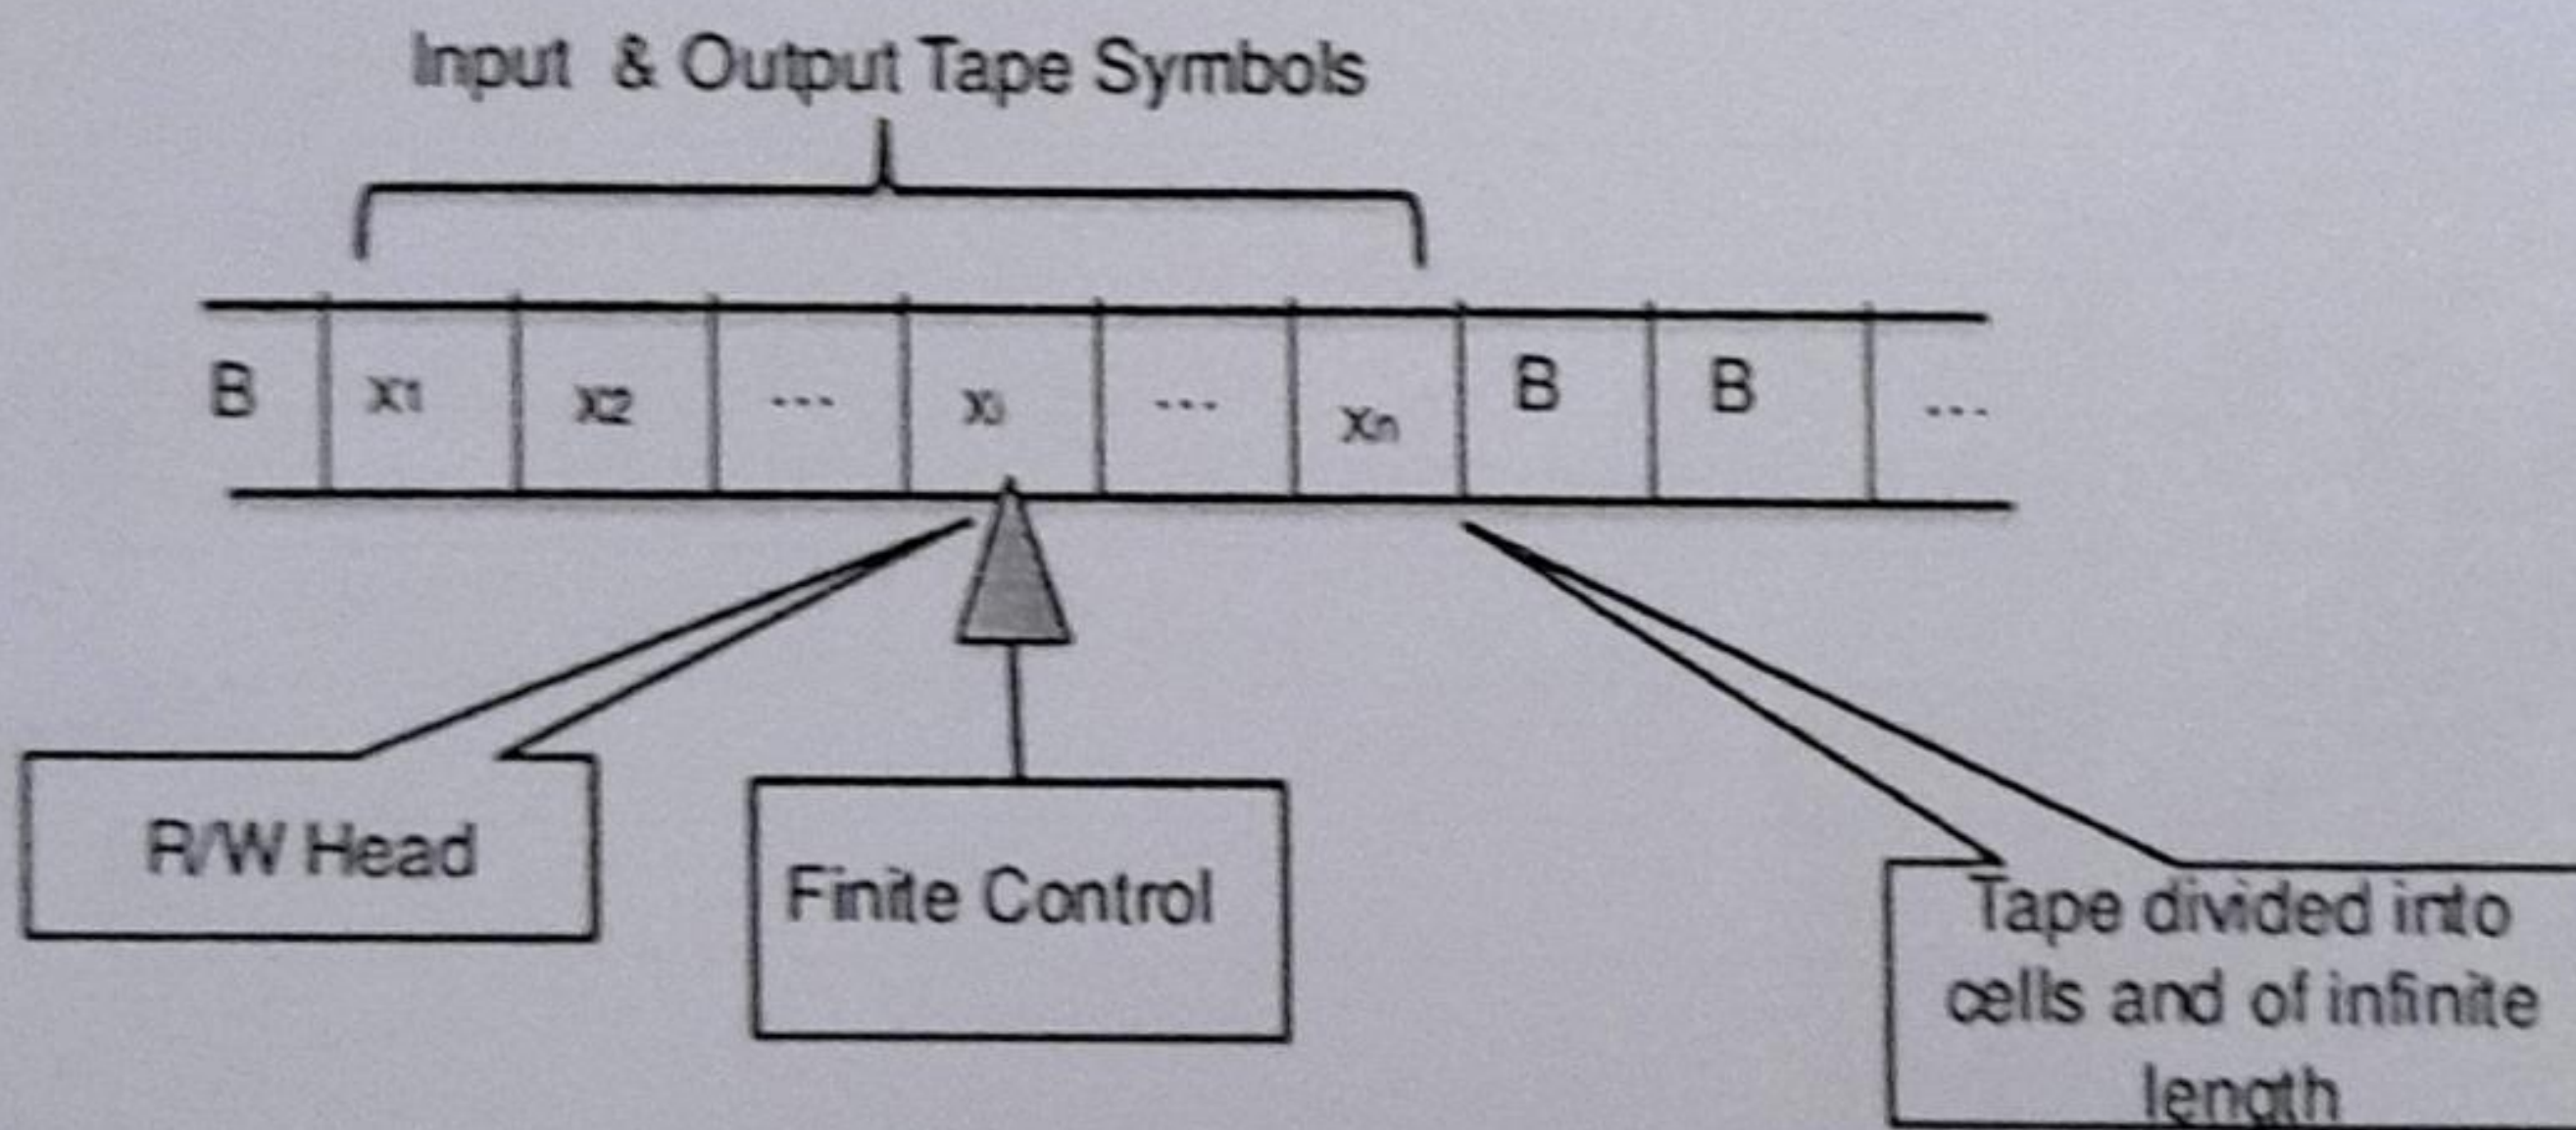 Input & Output Tape Symbols
B X1 X2 --- Xi --- Xn B B ---
R/W Head
Finite Control
Tape divided into
cells and of infinite
length